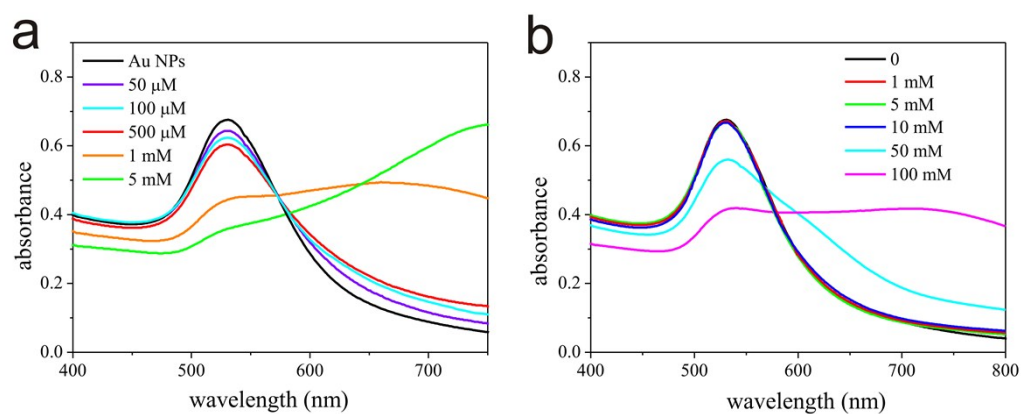 a
absorbance
0.8
0.6
0.4
0.2
0.0
Au NPs
50 μM
100 μM
500 μM
1 mM
5 mM
400
500
600
700
wavelength (nm)
b
absorbance
0.8
0.6
0.4
0.2
0.0
0
1 mM
5 mM
10 mM
50 mM
100 mM
400
500
600
700
800
wavelength (nm)